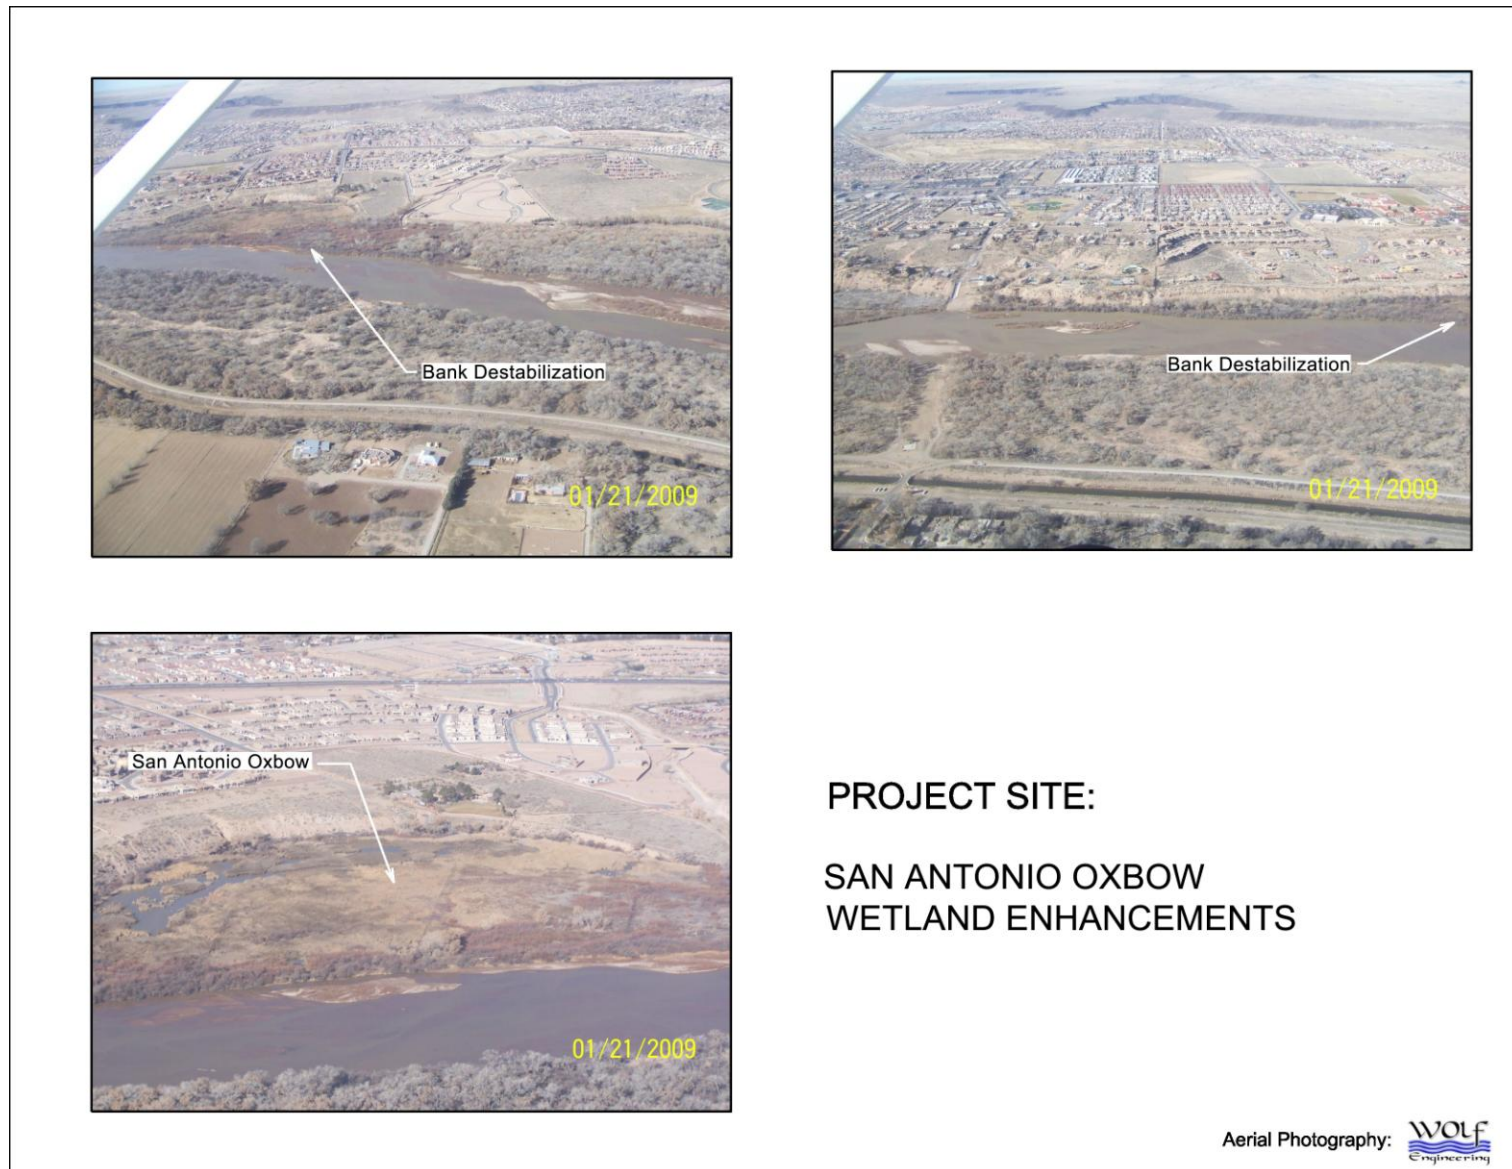 Bank Destabilization
01/21/2009
Bank Destabilization
01/21/2009
San Antonio Oxbow
01/21/2009
PROJECT SITE:
SAN ANTONIO OXBOW
WETLAND ENHANCEMENTS
Aerial Photography:
WOLF
Engineering